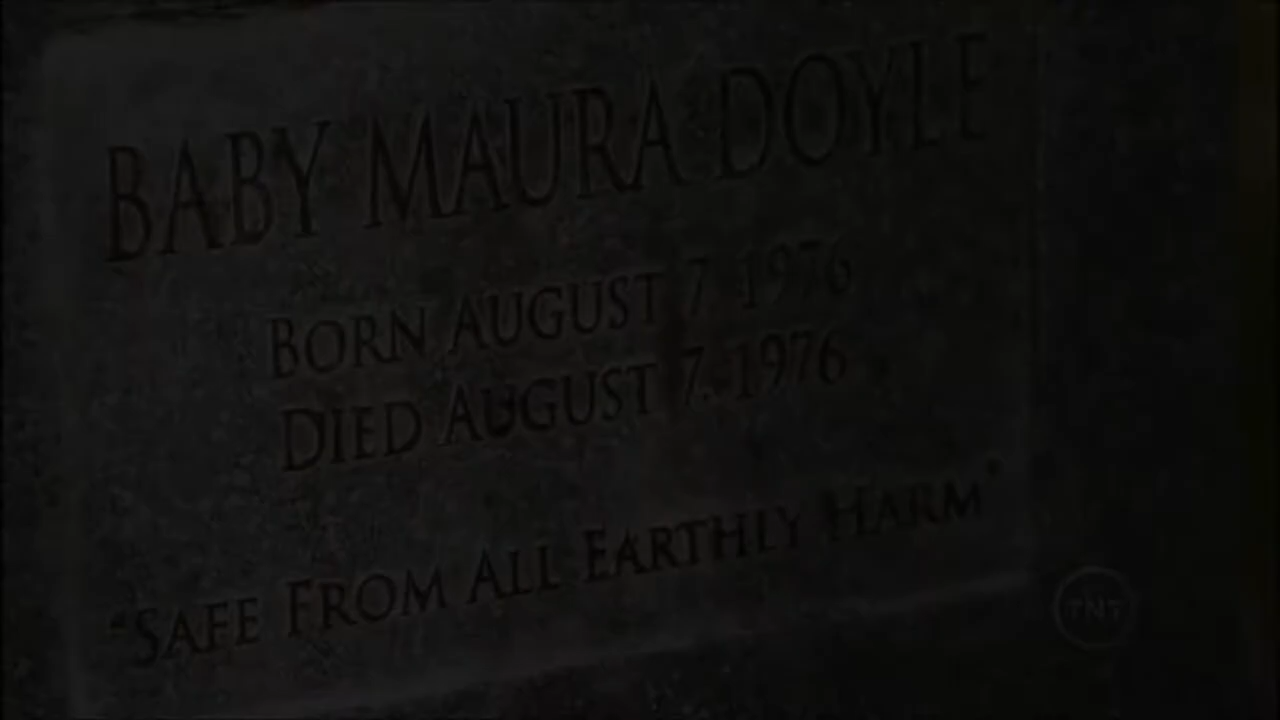 BABY MAURA DOYLE
BORN AUGUST 7, 1976
DIED AUGUST 7, 1976
"SAFE FROM ALL EARTHLY HARM"
TNT